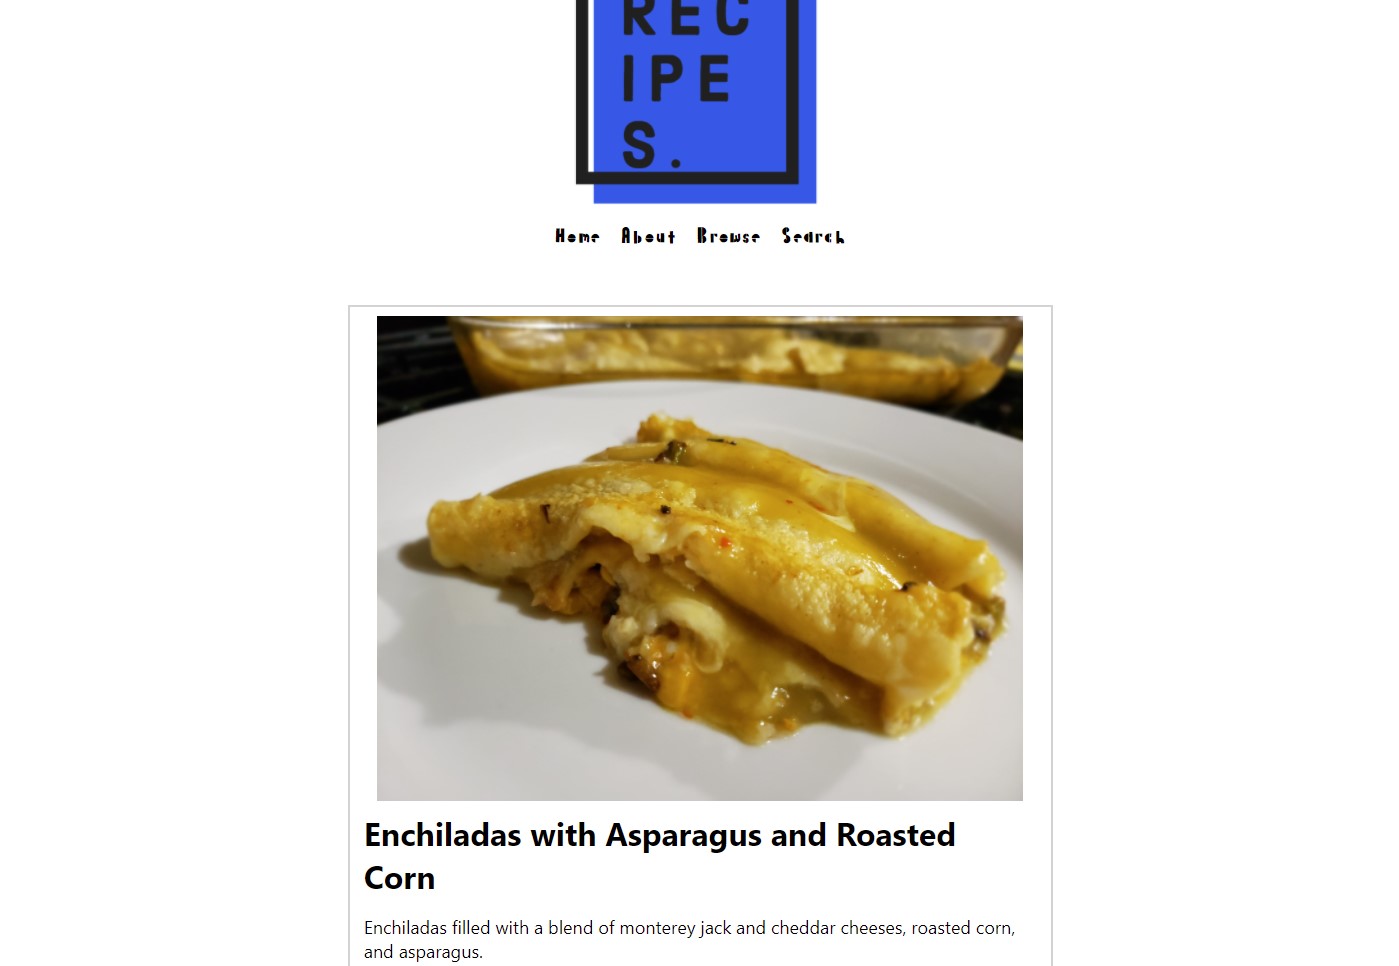 REC
IPE
S.
Home About Browse Search
Enchiladas with Asparagus and Roasted
Corn
Enchiladas filled with a blend of monterey jack and cheddar cheeses, roasted corn,
and asparagus.